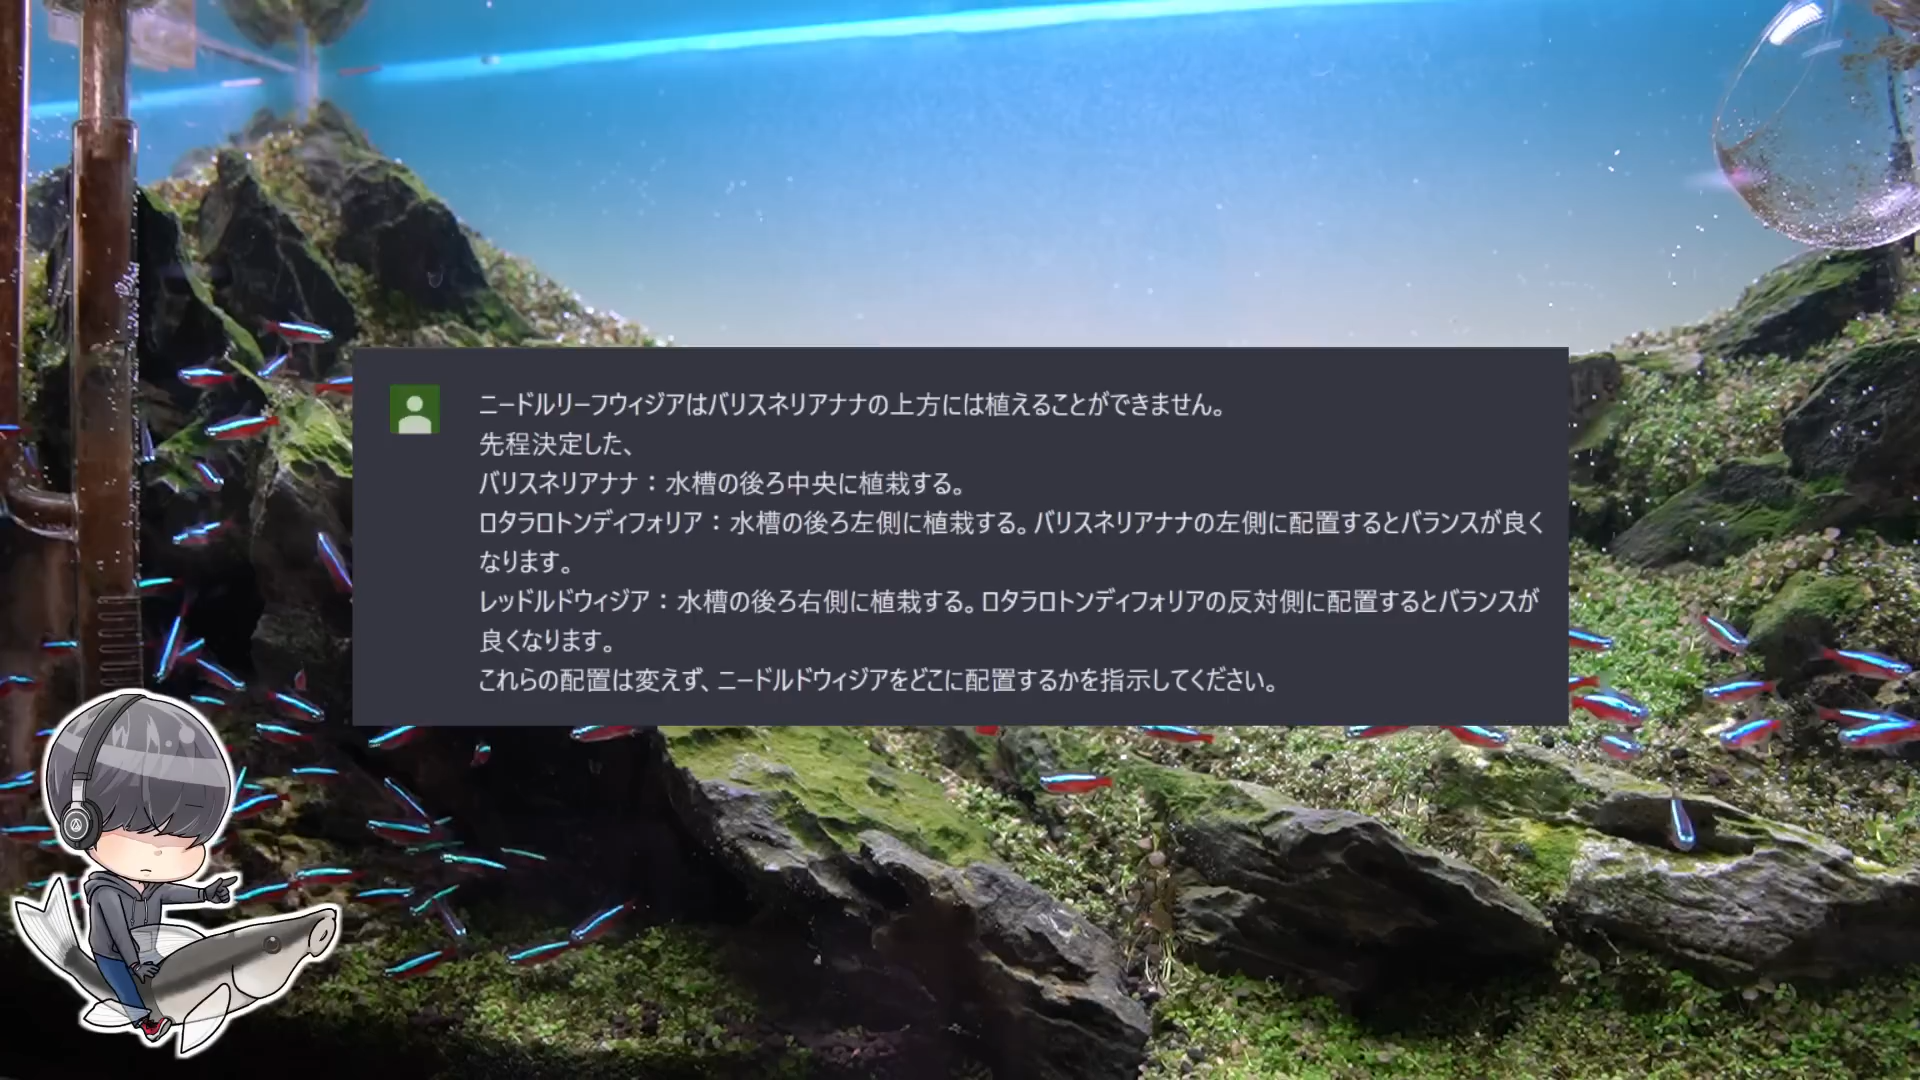 ニードルリーフウィジアはバリスネリアナナの上方には植えることができません。
先程決定した、
バリスネリアナナ：水槽の後ろ中央に植栽する。
ロタラロトンディフォリア：水槽の後ろ左側に植栽する。バリスネリアナナの左側に配置するとバランスが良く
なります。
レッドルドウィジア：水槽の後ろ右側に植栽する。ロタラロトンディフォリアの反対側に配置するとバランスが
良くなります。
これらの配置は変えず、ニードルドウィジアをどこに配置するかを指示してください。